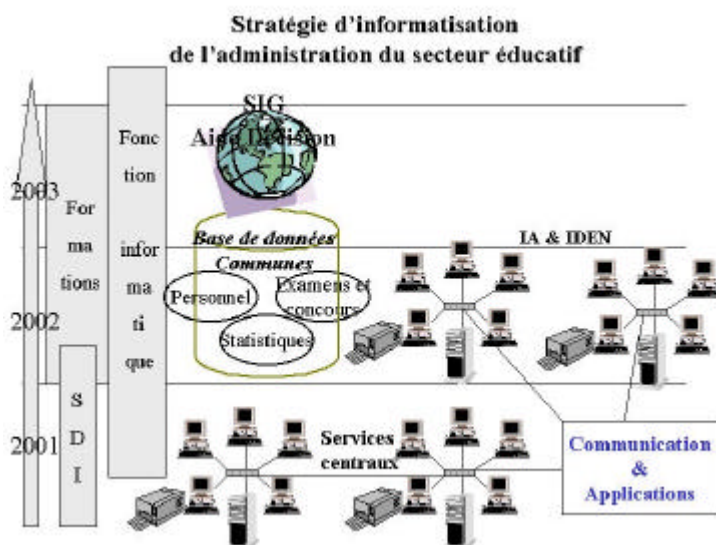 Stratégie d'informatisation
de l'administration du secteur éducatif
SIG
Aide Décision
2003
For
ma
tions
Fonc
tion
infor
ma
ti
que
Base de données
Communes
Personnel
Examens et
concours
Statistiques
IA & IDEN
2002
S
D
I
2001
Services
centraux
Communication
&
Applications